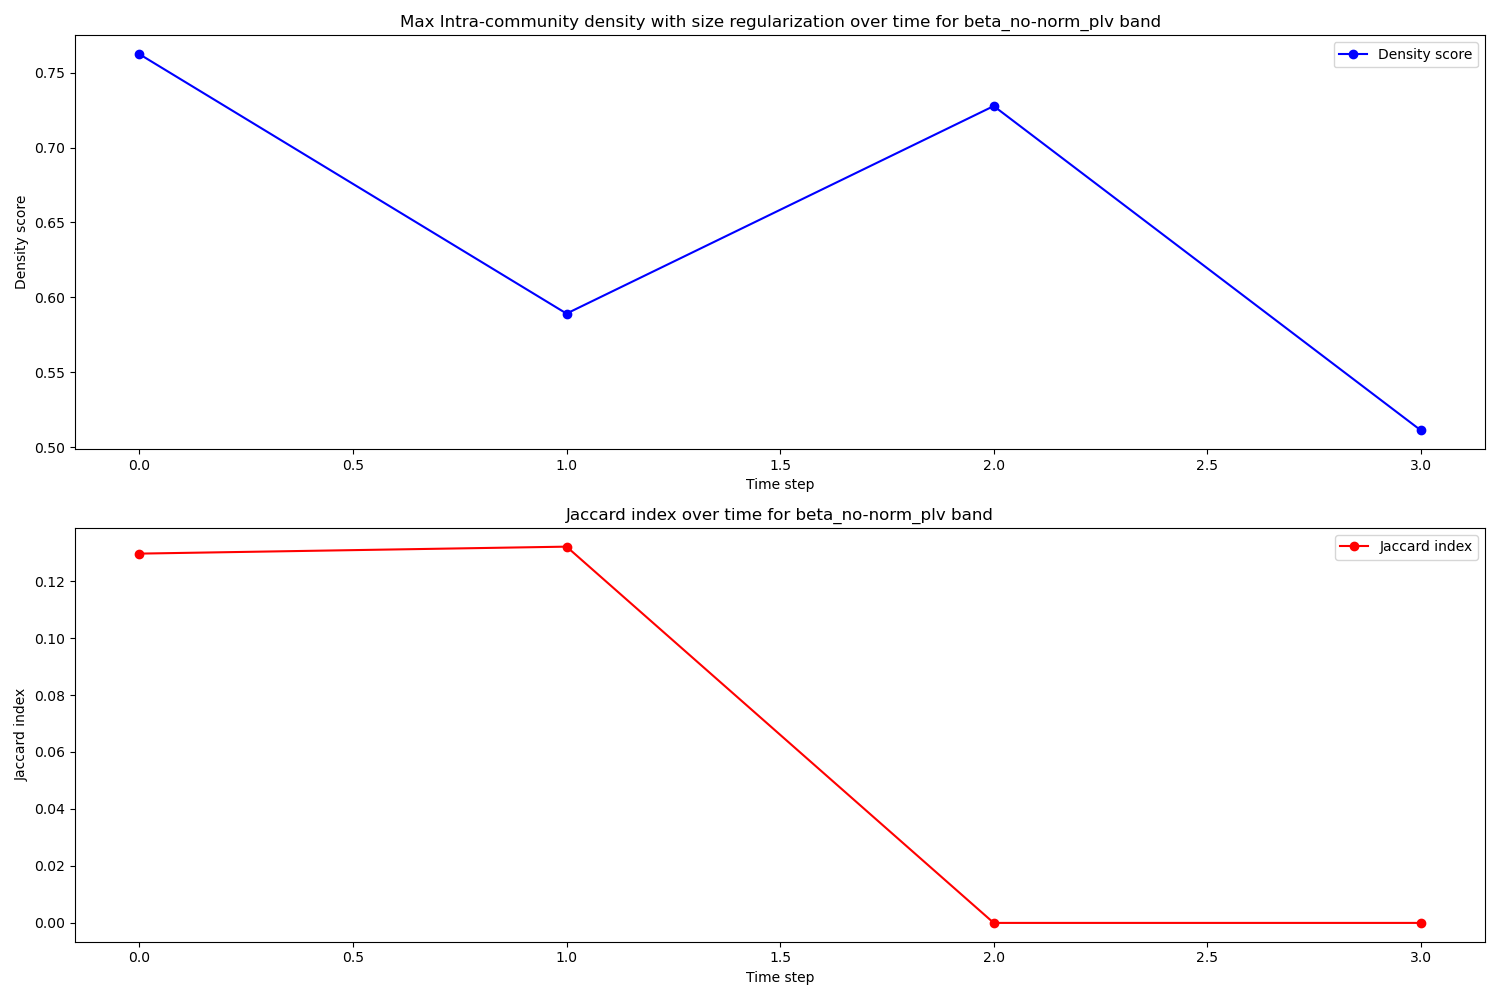 Max Intra-community density with size regularization over time for beta_no-norm_plv band
Density score
0.75
0.70
0.65
0.60
0.55
0.50
Density score
0.0 0.5 1.0 1.5 2.0 2.5 3.0
Time step
Jaccard index over time for beta_no-norm_plv band
Jaccard index
0.12
0.10
0.08
0.06
0.04
0.02
0.00
Jaccard index
0.0 0.5 1.0 1.5 2.0 2.5 3.0
Time step